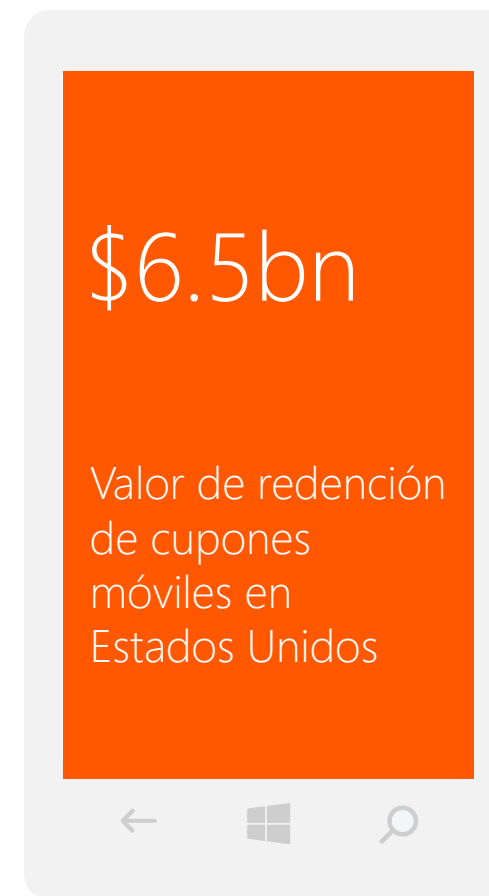 $6.5bn
Valor de redención
de cupones
móviles en
Estados Unidos